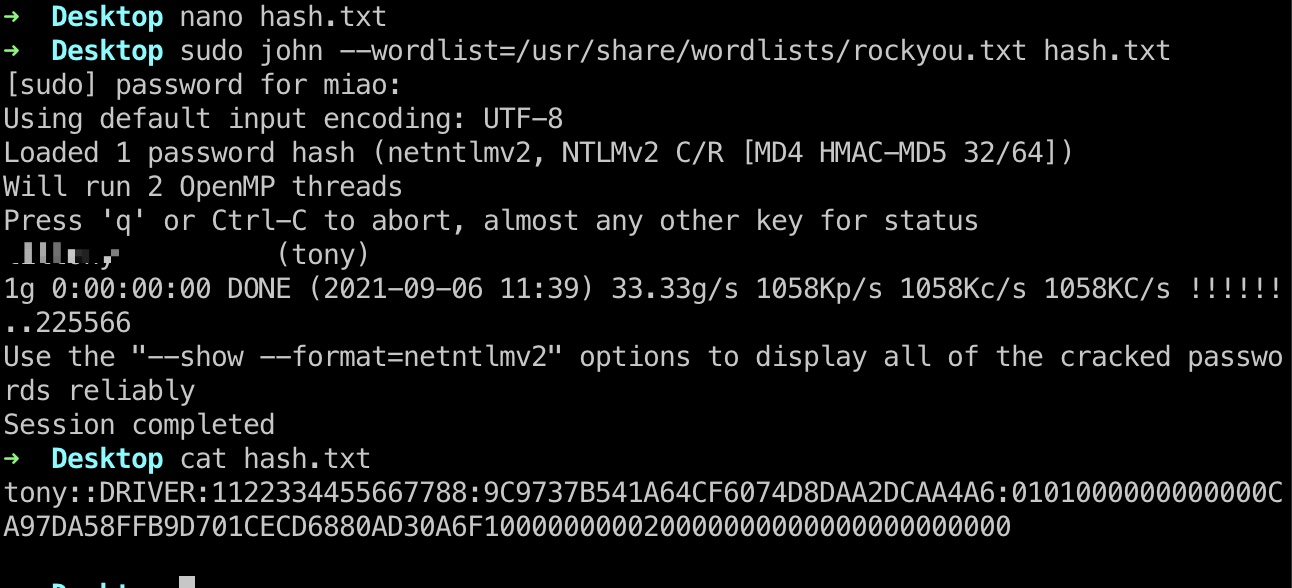 → Desktop nano hash.txt
→ Desktop sudo john --wordlist=/usr/share/wordlists/rockyou.txt hash.txt
[sudo] password for miao:
Using default input encoding: UTF-8
Loaded 1 password hash (netntlmv2, NTLMv2 C/R [MD4 HMAC-MD5 32/64])
Will run 2 OpenMP threads
Press 'q' or Ctrl-C to abort, almost any other key for status
(tony)
1g 0:00:00:00 DONE (2021-09-06 11:39) 33.33g/s 1058Kp/s 1058Kc/s 1058KC/s !!!!!!
..225566
Use the "--show --format=netntlmv2" options to display all of the cracked passwo
rds reliably
Session completed
→ Desktop cat hash.txt
tony::DRIVER:1122334455667788:9C9737B541A64CF6074D8DAA2DCAA4A6:0101000000000000C
A97DA58FFB9D701CECD6880AD30A6F100000000020000000000000000000000